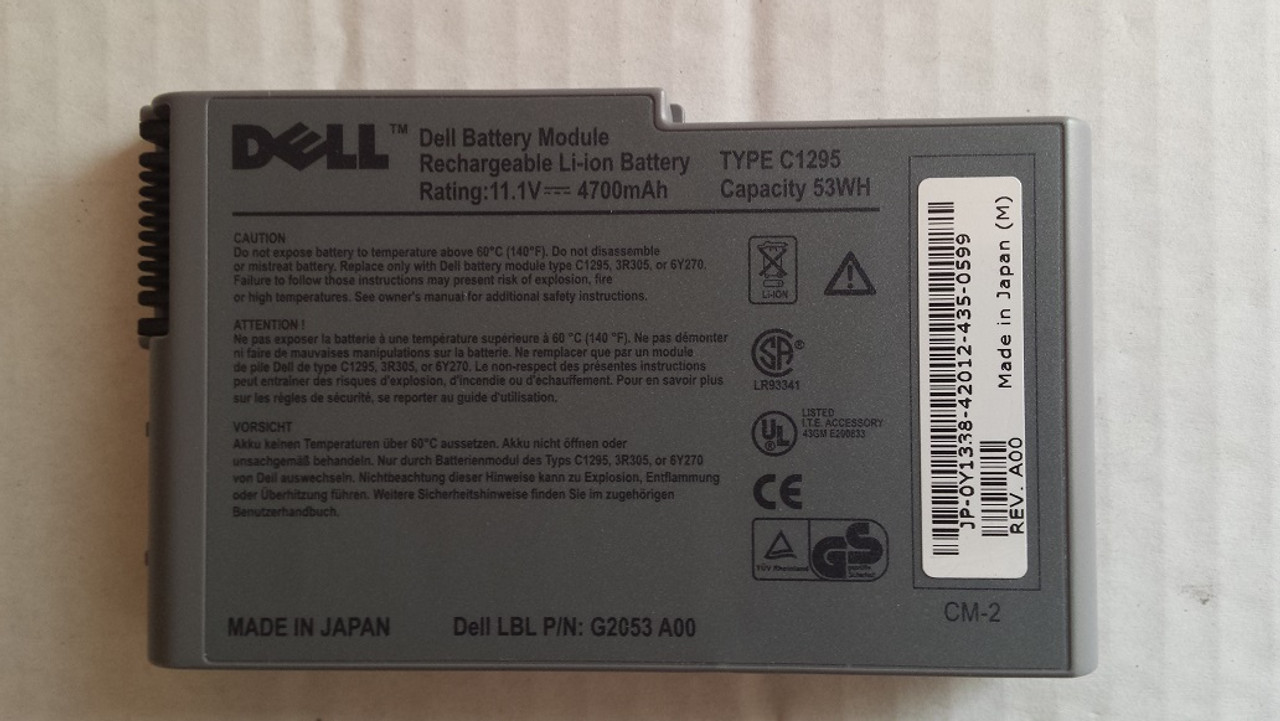 DELL™
Dell Battery Module
Rechargeable Li-ion Battery
Rating:11.1V⎓ 4700mAh
TYPE C1295
Capacity 53WH
CAUTION
Do not expose battery to temperature above 60°C (140°F). Do not disassemble
or mistreat battery. Replace only with Dell battery module type C1295, 3R305, or 6Y270.
Failure to follow those instructions may present risk of explosion, fire
or high temperatures. See owner's manual for additional safety instructions.
ATTENTION !
Ne pas exposer la batterie à une température supérieure à 60 °C (140 °F). Ne pas démonter
ni faire de mauvaises manipulations sur la batterie. Ne remplacer que par un module
de pile Dell de type C1295, 3R305, or 6Y270. Le non-respect des présentes instructions
peut entraîner des risques d'explosion, d'incendie ou d'échauffement. Pour en savoir plus
sur les règles de sécurité, se reporter au guide d'utilisation.
VORSICHT
Akku keinen Temperaturen über 60°C aussetzen. Akku nicht öffnen oder
unsachgemäß behandeln. Nur durch Batterienmodul des Typs C1295, 3R305, or 6Y270
von Dell auswechseln. Nichtbeachtung dieser Hinweise kann zu Explosion, Entflammung
oder Überhitzung führen. Weitere Sicherheitshinweise finden Sie im zugehörigen
Benutzerhandbuch.
MADE IN JAPAN
Dell LBL P/N: G2053 A00
LI-ION
SA®
LR93341
UL
LISTED
I.T.E. ACCESSORY
43GM E200833
CE
TÜV Rheinland
GS
geprüfte
Sicherheit
JP-0Y1338-42012-435-0599
Made in Japan (M)
REV. A00
CM-2